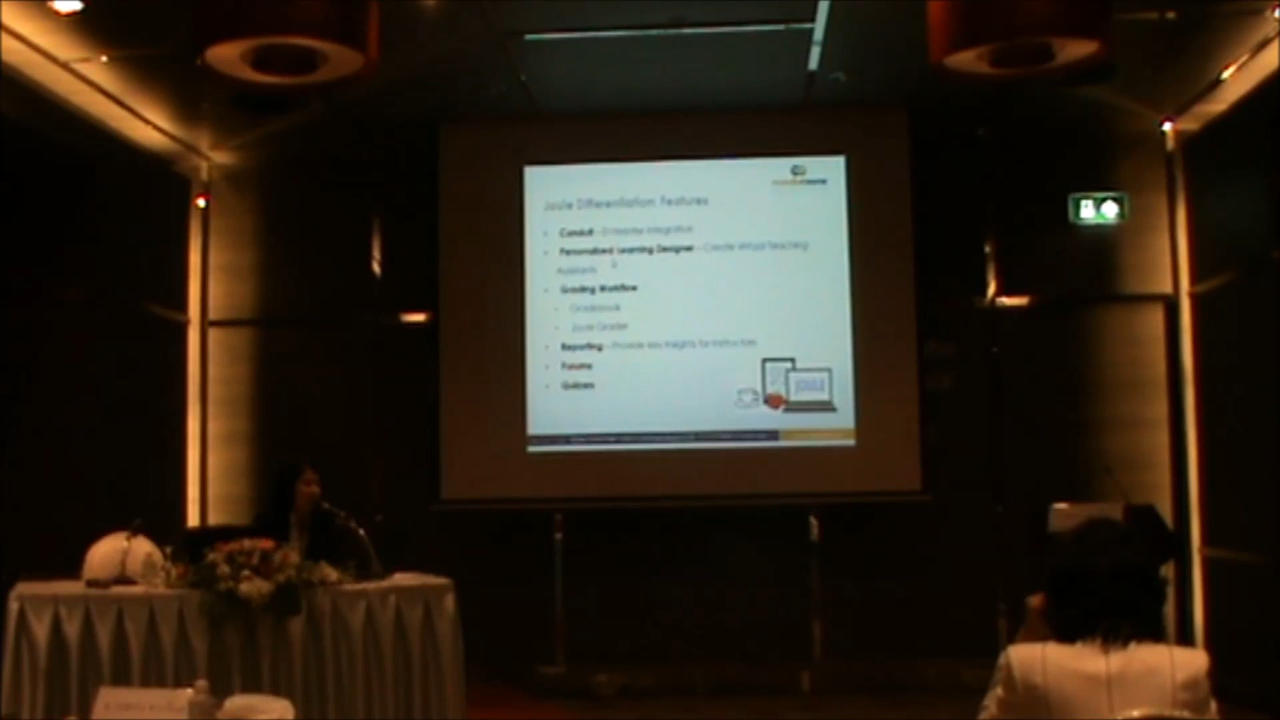 Joule Differentiation Features
Conduit - Enterprise Integration
Personalized Learning Designer - Create Virtual Teaching
Assistants
Grading Workflow
Gradebook
Joule Grader
Reporting - Provide key insights for instructors
Forums
Quizzes
joule